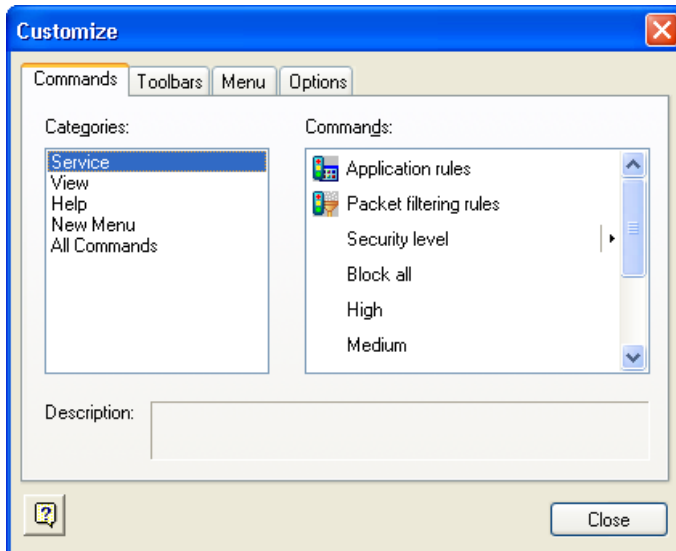 Customize
Commands Toolbars Menu Options
Categories:
Service
View
Help
New Menu
All Commands
Commands:
Application rules
Packet filtering rules
Security level
Block all
High
Medium
Description:
Close